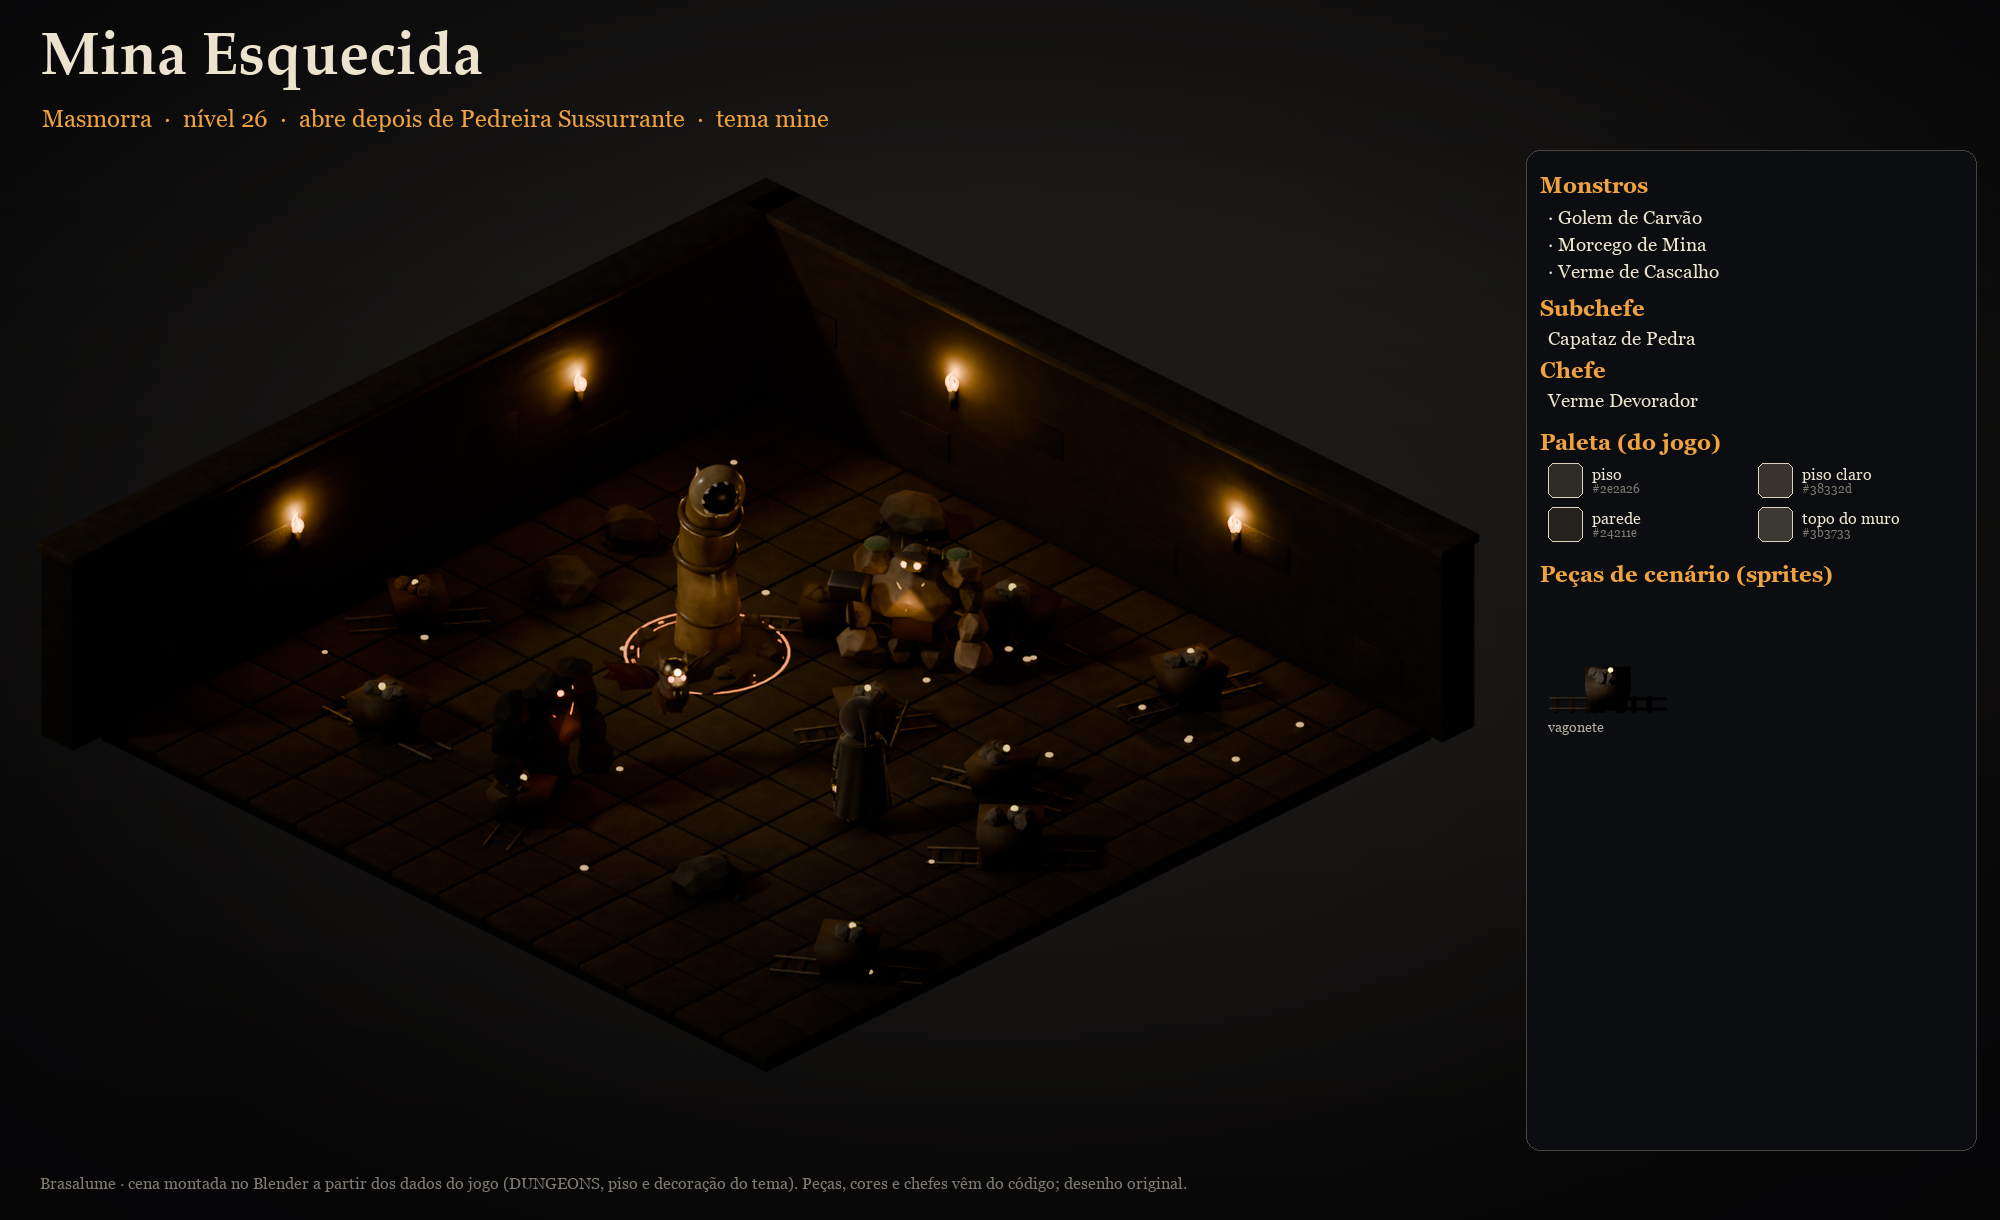 Mina Esquecida
Masmorra · nível 26 · abre depois de Pedreira Sussurrante · tema mine
Monstros
· Golem de Carvão
· Morcego de Mina
· Verme de Cascalho
Subchefe
Capataz de Pedra
Chefe
Verme Devorador
Paleta (do jogo)
piso
#2e2a26
piso claro
#38332d
parede
#24211e
topo do muro
#3b3733
Peças de cenário (sprites)
vagonete
Brasalume · cena montada no Blender a partir dos dados do jogo (DUNGEONS, piso e decoração do tema). Peças, cores e chefes vêm do código; desenho original.